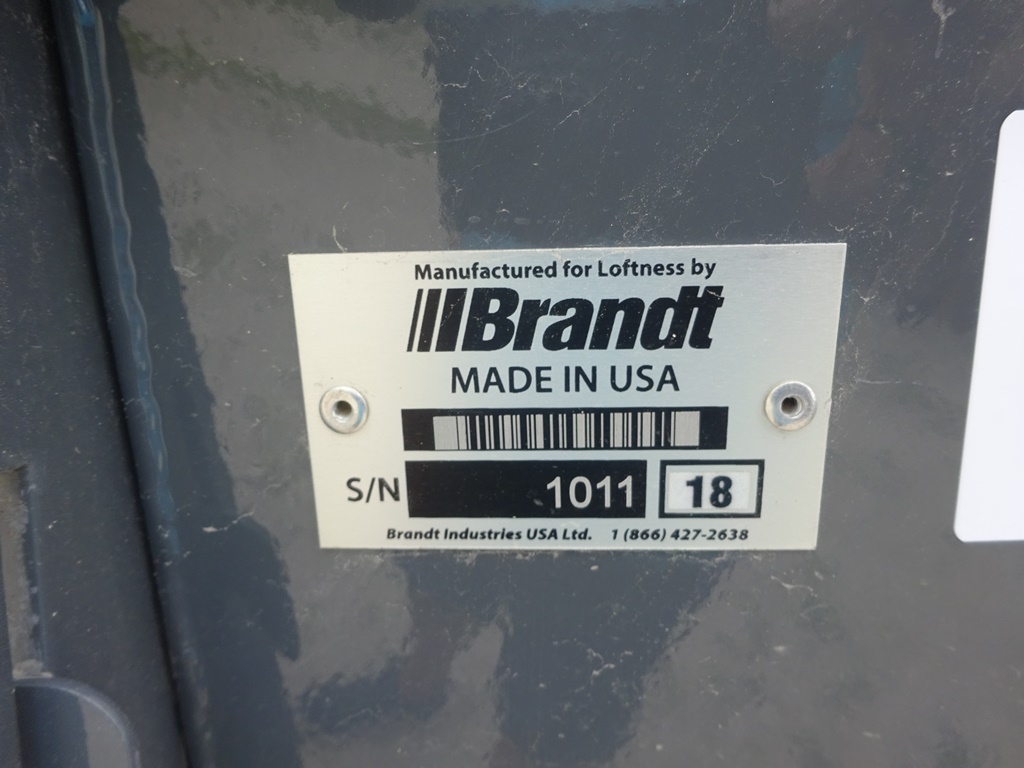 Manufactured for Loftness by
Brandt
MADE IN USA
S/N 1011 18
Brandt Industries USA Ltd. 1 (866) 427-2638